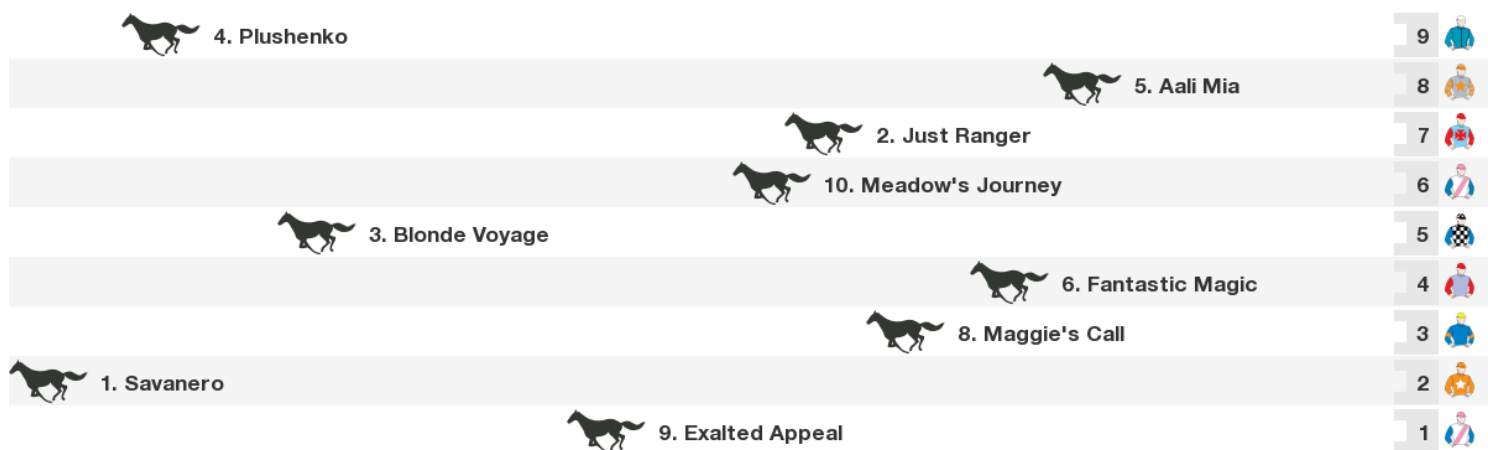 4. Plushenko 9
5. Aali Mia 8
2. Just Ranger 7
10. Meadow's Journey 6
3. Blonde Voyage 5
6. Fantastic Magic 4
8. Maggie's Call 3
1. Savanero 2
9. Exalted Appeal 1